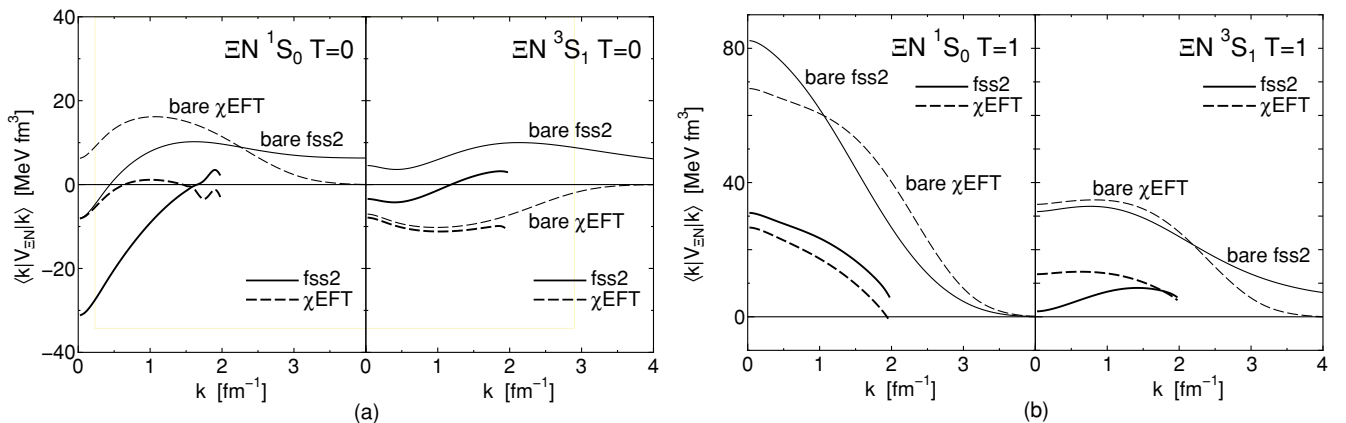 ΞN ¹S₀ T=0
bare χEFT
bare fss2
fss2
χEFT
ΞN ³S₁ T=0
bare fss2
bare χEFT
fss2
χEFT
40
20
0
−20
−40
⟨k|V_ΞN|k⟩ [MeV fm³]
0 1 2 3 0 1 2 3 4
k [fm⁻¹] k [fm⁻¹]
(a)
ΞN ¹S₀ T=1
bare fss2
fss2
χEFT
bare χEFT
ΞN ³S₁ T=1
fss2
χEFT
bare χEFT
bare fss2
80
40
0
⟨k|V_ΞN|k⟩ [MeV fm³]
0 1 2 3 0 1 2 3 4
k [fm⁻¹] k [fm⁻¹]
(b)